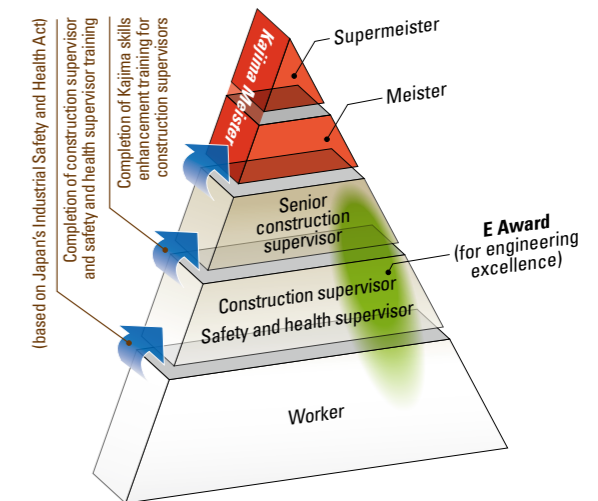 (based on Japan's Industrial Safety and Health Act)
Completion of construction supervisor
and safety and health supervisor training
Completion of Kajima skills
enhancement training for
construction supervisors
Kajima Meister
Supermeister
Meister
Senior
construction
supervisor
E Award
(for engineering
excellence)
Construction supervisor
Safety and health supervisor
Worker